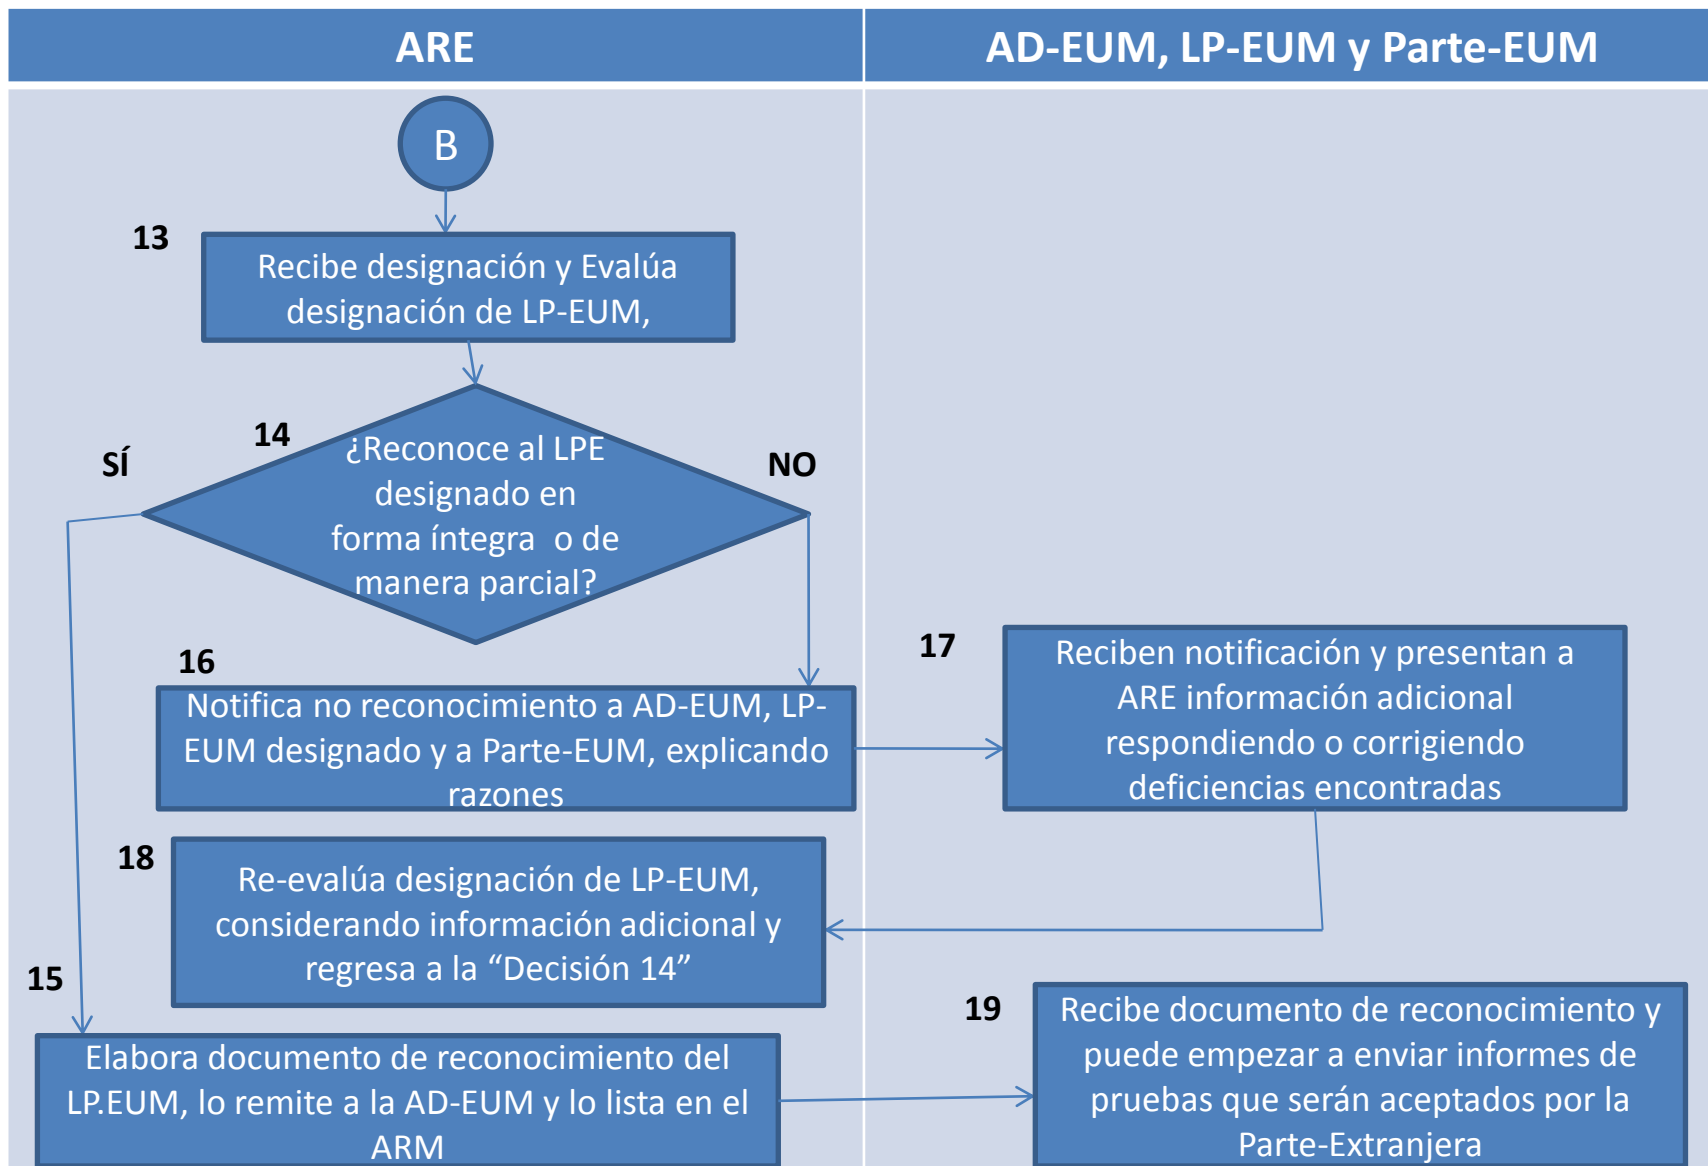 ARE
AD-EUM, LP-EUM y Parte-EUM
B
13
Recibe designación y Evalúa
designación de LP-EUM,
14
¿Reconoce al LPE
designado en
forma íntegra  o de
manera parcial?
SÍ
NO
16
Notifica no reconocimiento a AD-EUM, LP-
EUM designado y a Parte-EUM, explicando
razones
17
Reciben notificación y presentan a
ARE información adicional
respondiendo o corrigiendo
deficiencias encontradas
18
Re-evalúa designación de LP-EUM,
considerando información adicional y
regresa a la “Decisión 14”
15
Elabora documento de reconocimiento del
LP.EUM, lo remite a la AD-EUM y lo lista en el
ARM
19
Recibe documento de reconocimiento y
puede empezar a enviar informes de
pruebas que serán aceptados por la
Parte-Extranjera